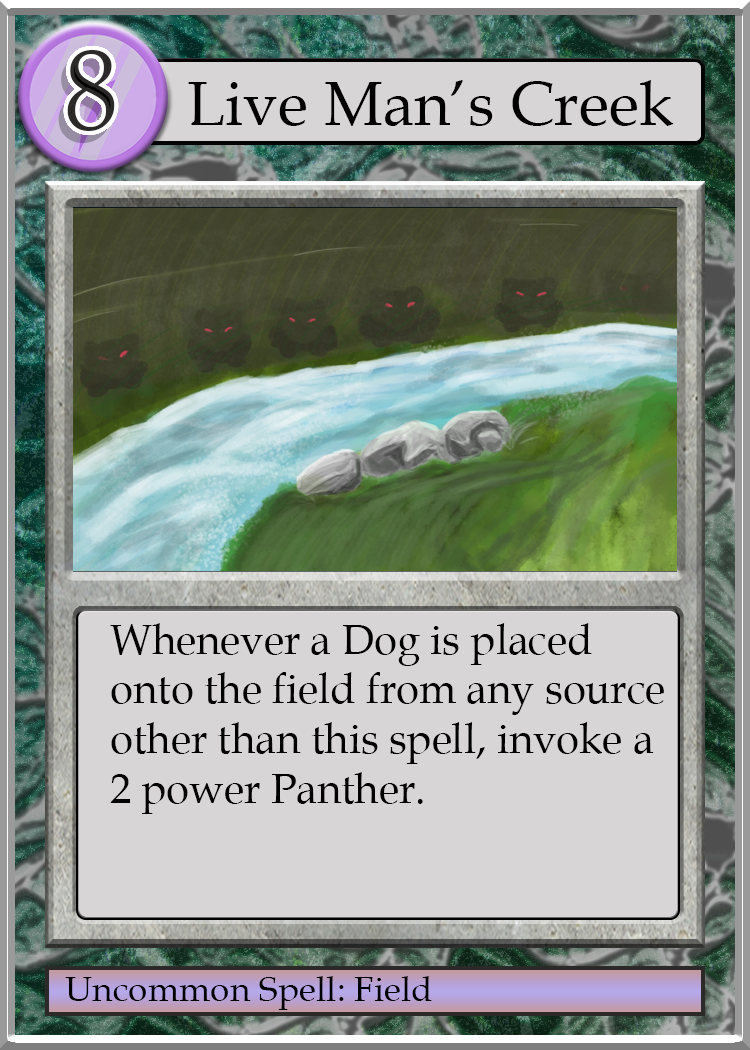 8
Live Man's Creek
Whenever a Dog is placed
onto the field from any source
other than this spell, invoke a
2 power Panther.
Uncommon Spell: Field